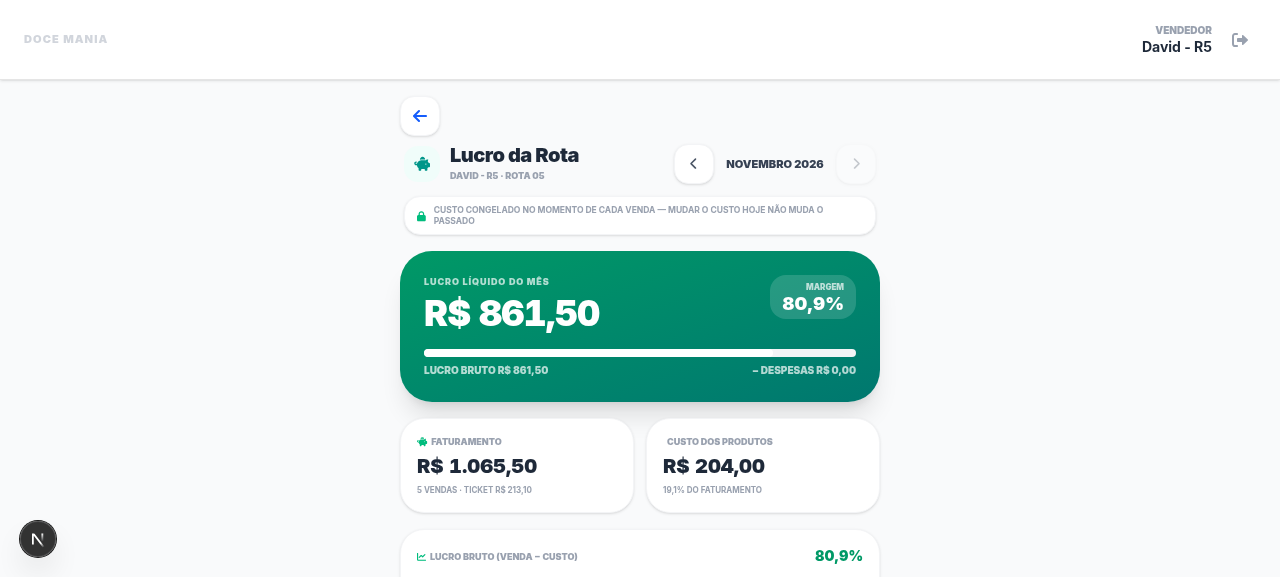 DOCE MANIA
VENDEDOR
David - R5
Lucro da Rota
DAVID - R5 · ROTA 05
NOVEMBRO 2026
CUSTO CONGELADO NO MOMENTO DE CADA VENDA — MUDAR O CUSTO HOJE NÃO MUDA O
PASSADO
LUCRO LÍQUIDO DO MÊS
R$ 861,50
MARGEM
80,9%
LUCRO BRUTO R$ 861,50
– DESPESAS R$ 0,00
FATURAMENTO
R$ 1.065,50
5 VENDAS · TICKET R$ 213,10
CUSTO DOS PRODUTOS
R$ 204,00
19,1% DO FATURAMENTO
LUCRO BRUTO (VENDA – CUSTO)
80,9%
N